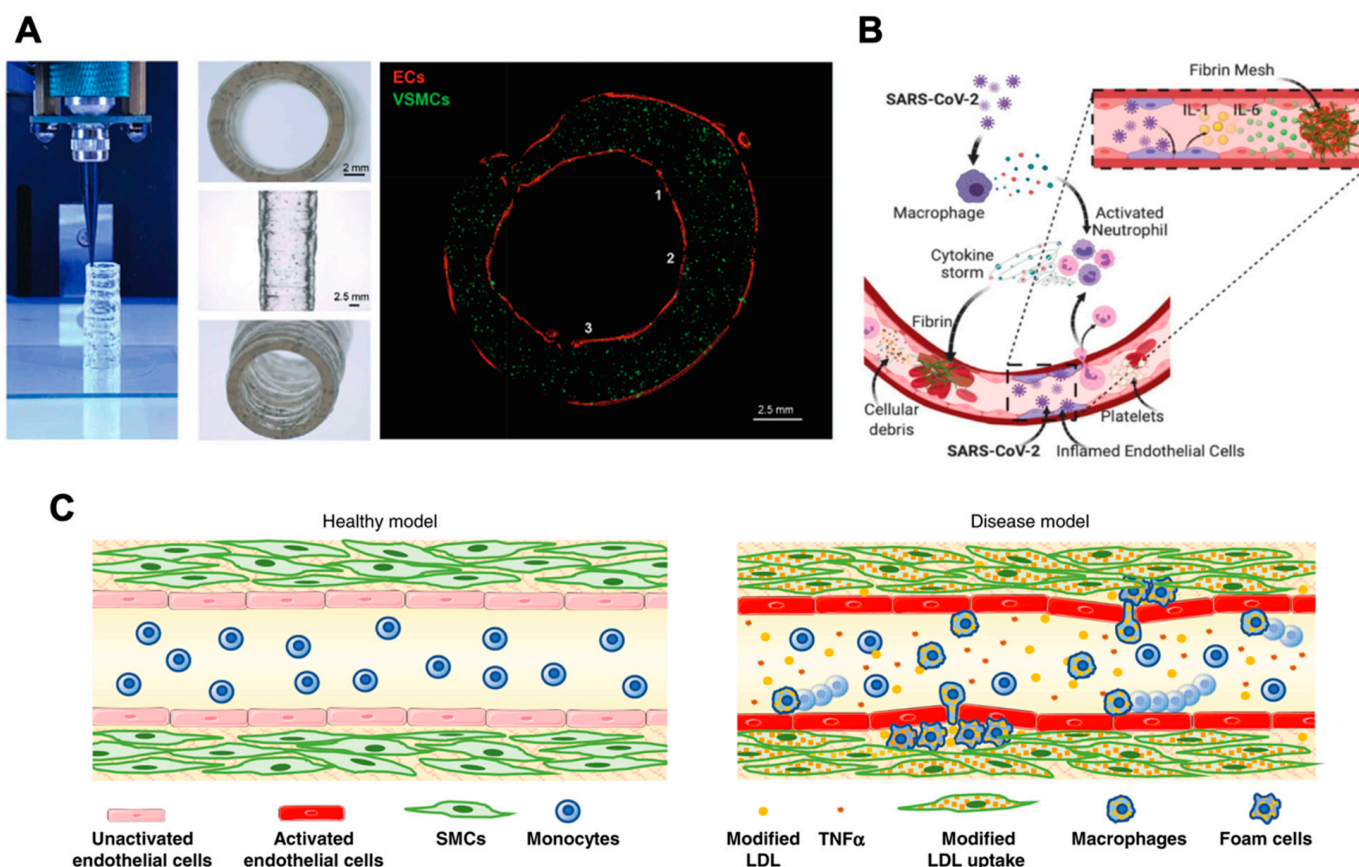 A
2 mm
2.5 mm
ECs
VSMCs
1
2
3
2.5 mm
B
SARS-CoV-2
Fibrin Mesh
IL-1 IL-6
Macrophage
Activated
Neutrophil
Cytokine
storm
Fibrin
Cellular
debris
Platelets
SARS-CoV-2 Inflamed Endothelial Cells
C
Healthy model
Disease model
Unactivated
endothelial cells
Activated
endothelial cells
SMCs
Monocytes
Modified
LDL
TNFα
Modified
LDL uptake
Macrophages
Foam cells